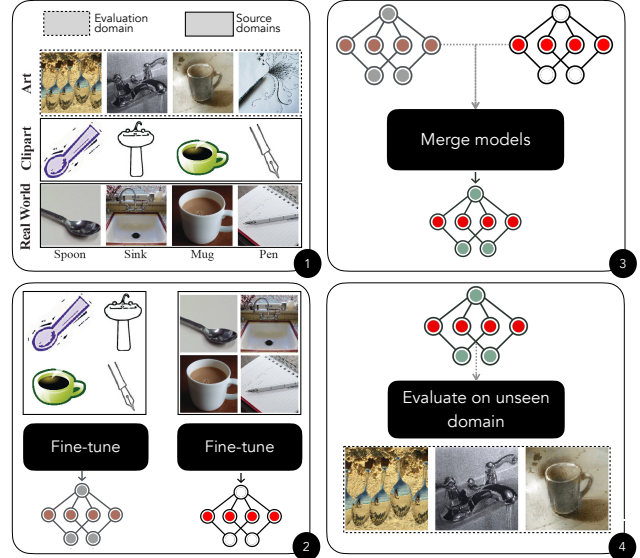 Evaluation
domain
Source
domains
Art
Clipart
Real World
Spoon Sink Mug Pen
1
Merge models
3
Fine-tune Fine-tune
2
Evaluate on unseen
domain
4